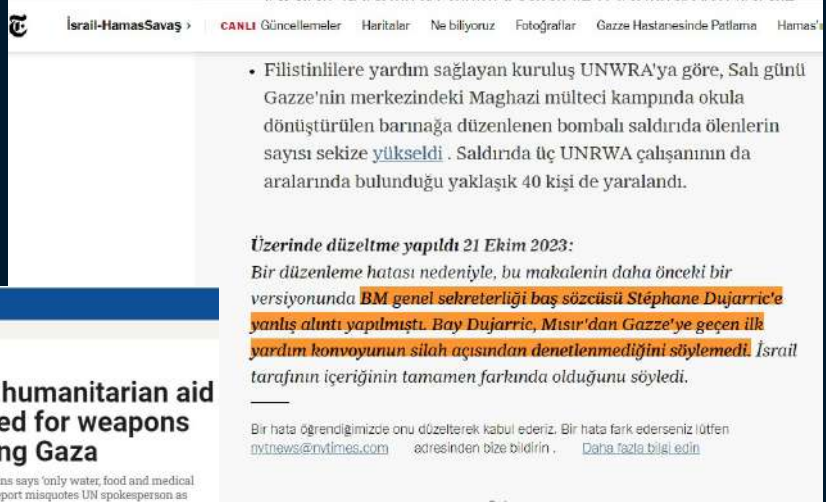 İsrail-HamasSavaş › CANLI Güncellemeler Haritalar Ne biliyoruz Fotoğraflar Gazze Hastanesinde Patlama Hamas'ı
• Filistinlilere yardım sağlayan kuruluş UNWRA'ya göre, Salı günü
Gazze'nin merkezindeki Maghazi mülteci kampında okula
dönüştürülen barınağa düzenlenen bombalı saldırıda ölenlerin
sayısı sekize yükseldi . Saldırıda üç UNRWA çalışanının da
aralarında bulunduğu yaklaşık 40 kişi de yaralandı.
Üzerinde düzeltme yapıldı 21 Ekim 2023:
Bir düzenleme hatası nedeniyle, bu makalenin daha önceki bir
versiyonunda BM genel sekreterliği baş sözcüsü Stéphane Dujarric'e
yanlış alıntı yapılmıştı. Bay Dujarric, Mısır'dan Gazze'ye geçen ilk
yardım konvoyunun silah açısından denetlenmediğini söylemedi. İsrail
tarafının içeriğinin tamamen farkında olduğunu söyledi.
Bir hata öğrendiğimizde onu düzelterek kabul ederiz. Bir hata fark ederseniz lütfen
nytnews@nytimes.com adresinden bize bildirin . Daha fazla bilgi edin
humanitarian aid
ed for weapons
ng Gaza
ns says 'only water, food and medical
eport misquotes UN spokesperson as